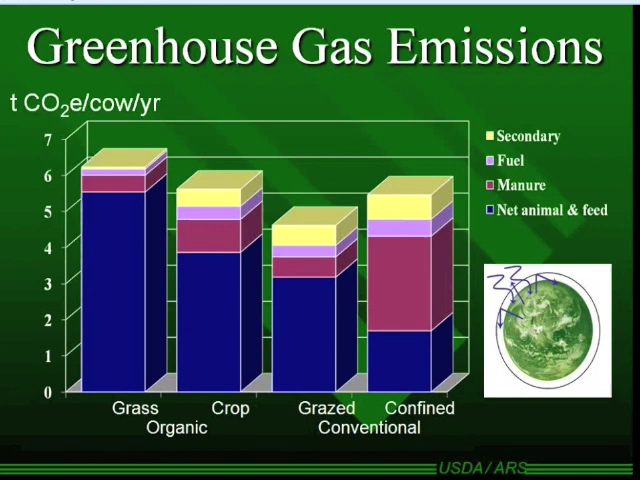 Greenhouse Gas Emissions
t CO₂e/cow/yr
7
6
5
4
3
2
1
0
Secondary
Fuel
Manure
Net animal & feed
Grass Crop Grazed Confined
Organic Conventional
USDA/ARS